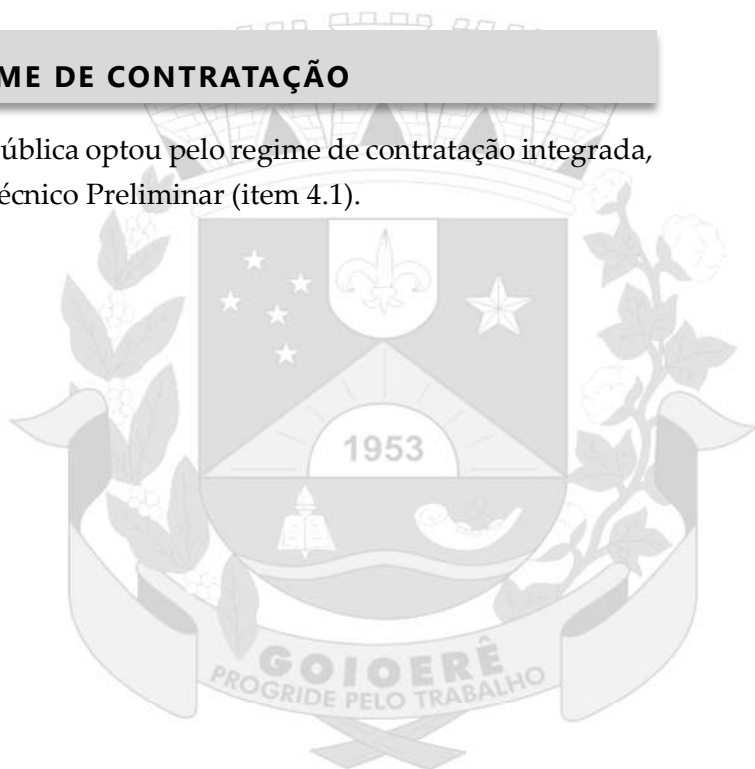 ME DE CONTRATAÇÃO
ública optou pelo regime de contratação integrada,
écnico Preliminar (item 4.1).
1953
GOIOERÊ
PROGRIDE PELO TRABALHO